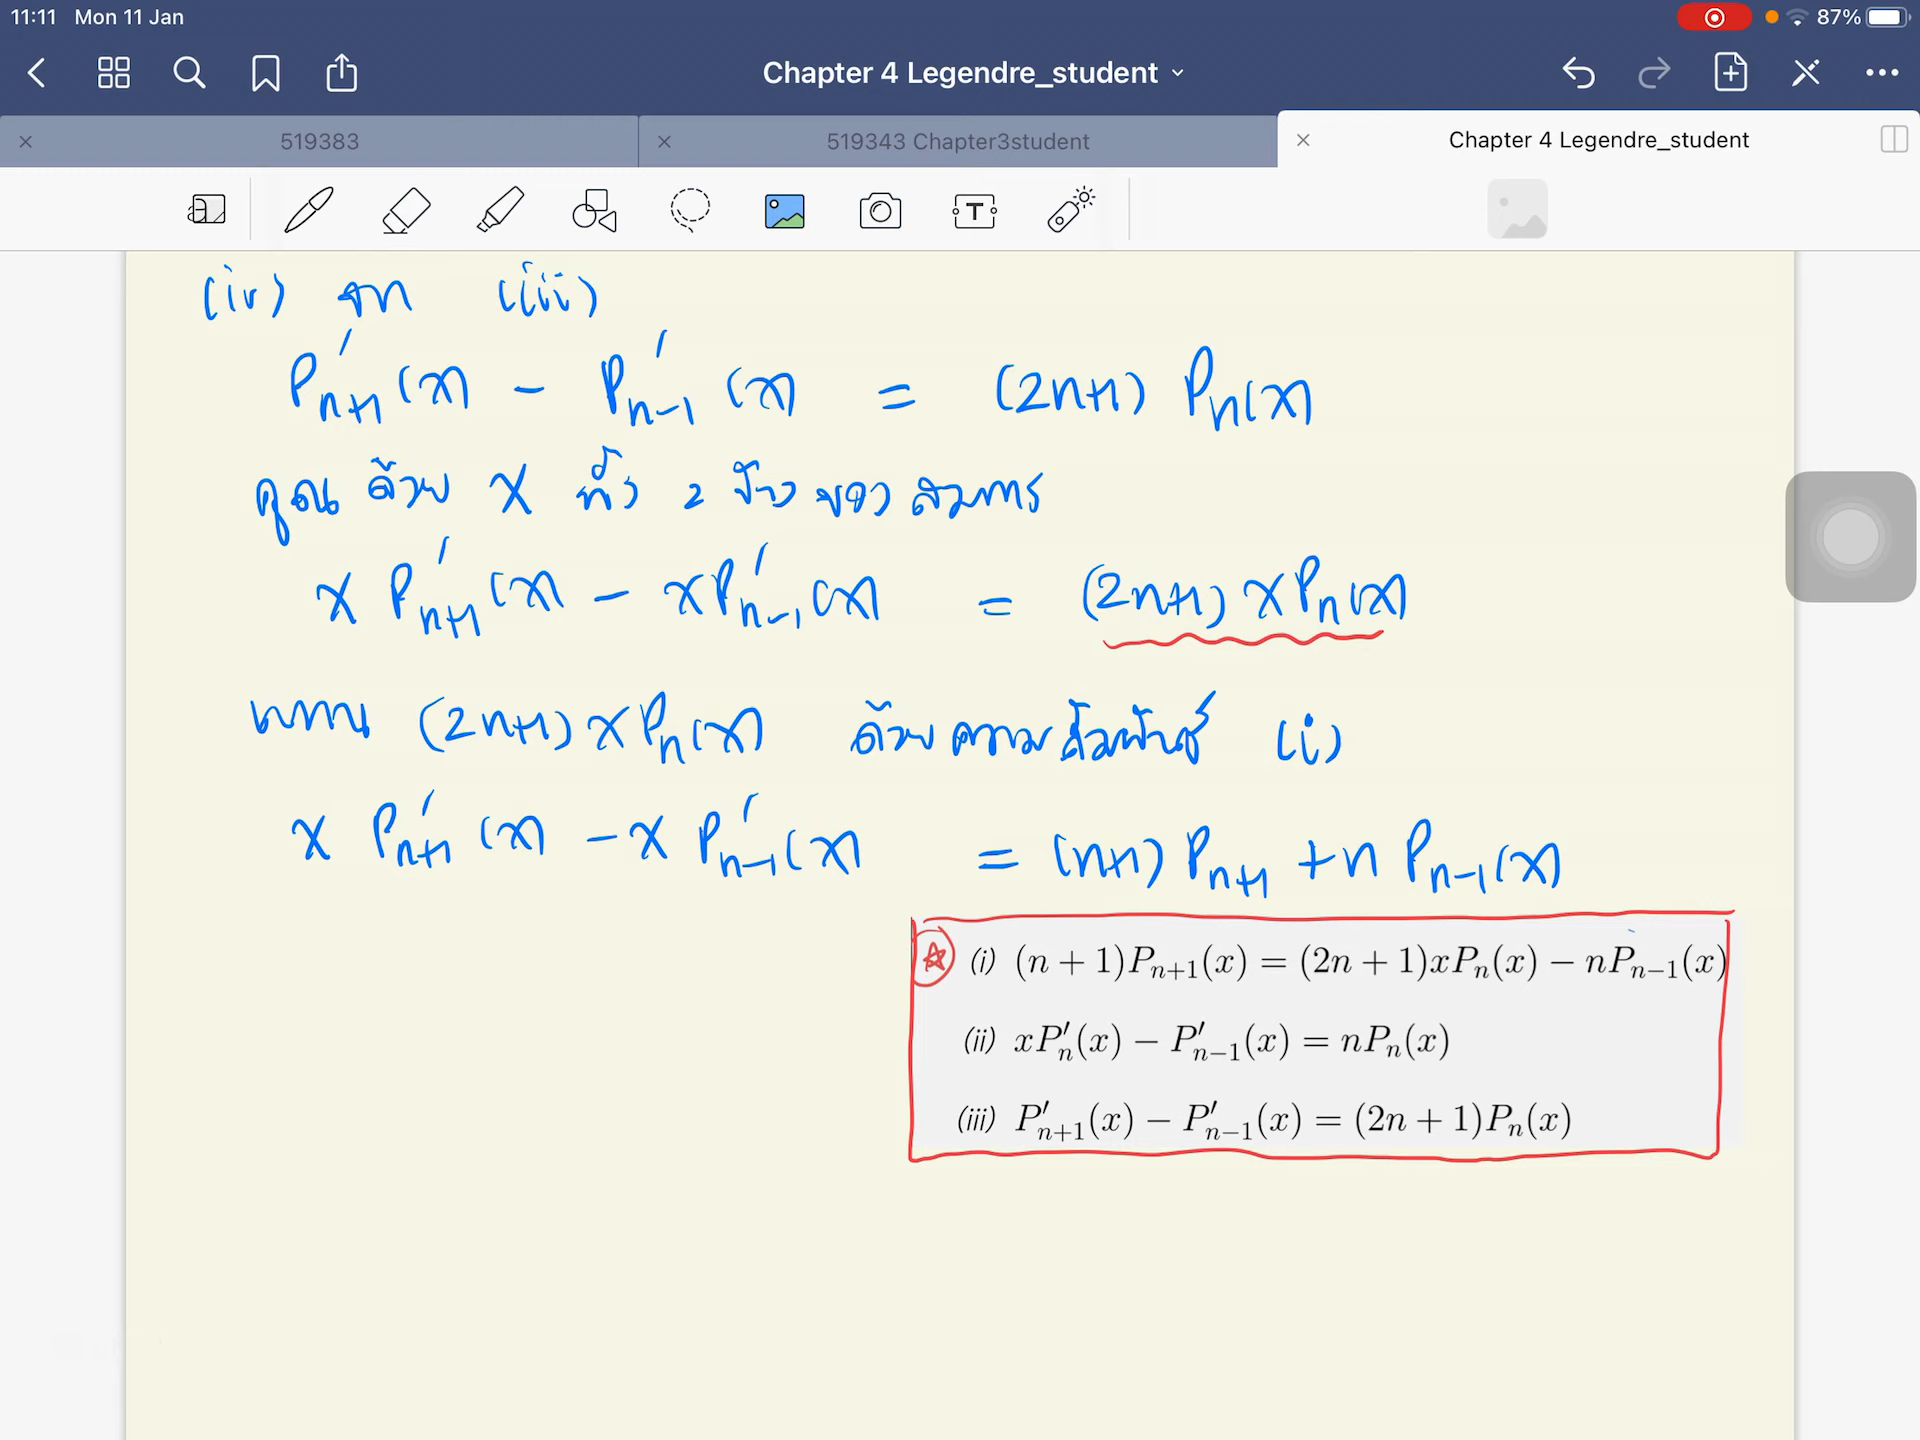 11:11 Mon 11 Jan
87%
Chapter 4 Legendre_student
519383
519343 Chapter3student
Chapter 4 Legendre_student
(iv) จาก (iii)
P'ₙ₊₁(x) - P'ₙ₋₁(x) = (2n+1) Pₙ(x)
คูณด้วย x ทั้ง 2 ข้างของสมการ
x P'ₙ₊₁(x) - xP'ₙ₋₁(x) = (2n+1) xPₙ(x)
แทน (2n+1) xPₙ(x) ด้วยความสัมพันธ์ (i)
x P'ₙ₊₁(x) - x P'ₙ₋₁(x) = (n+1) Pₙ₊₁ + n Pₙ₋₁(x)
(i) (n + 1)Pₙ₊₁(x) = (2n + 1)xPₙ(x) − nPₙ₋₁(x)
(ii) xP′ₙ(x) − P′ₙ₋₁(x) = nPₙ(x)
(iii) P′ₙ₊₁(x) − P′ₙ₋₁(x) = (2n + 1)Pₙ(x)